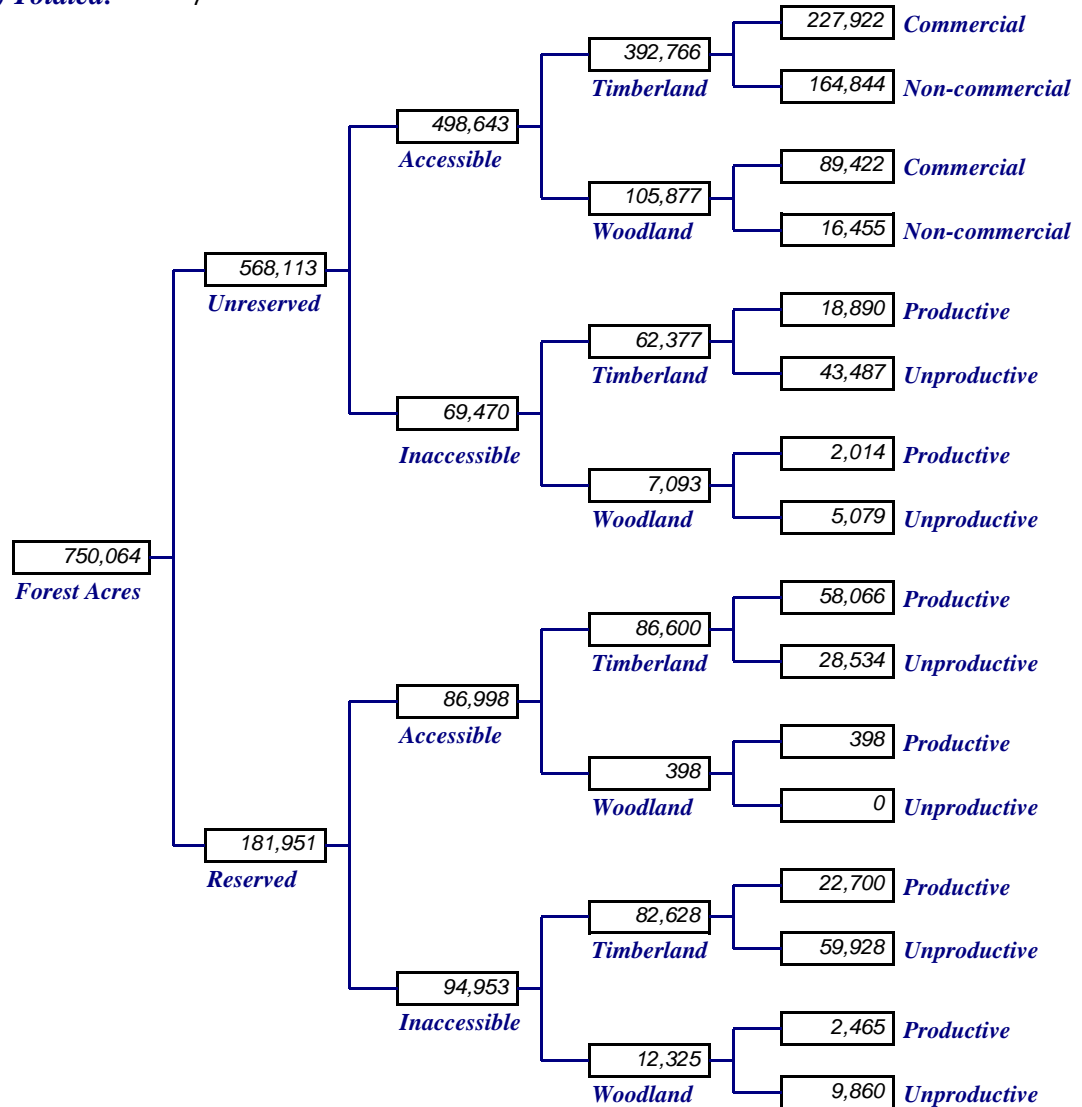 Totaled:
227,922 Commercial
392,766
Timberland
164,844 Non-commercial
498,643
Accessible
89,422 Commercial
105,877
Woodland
16,455 Non-commercial
568,113
Unreserved
18,890 Productive
62,377
Timberland
43,487 Unproductive
69,470
Inaccessible
2,014 Productive
7,093
Woodland
5,079 Unproductive
750,064
Forest Acres
58,066 Productive
86,600
Timberland
28,534 Unproductive
86,998
Accessible
398 Productive
398
Woodland
0 Unproductive
181,951
Reserved
22,700 Productive
82,628
Timberland
59,928 Unproductive
94,953
Inaccessible
2,465 Productive
12,325
Woodland
9,860 Unproductive